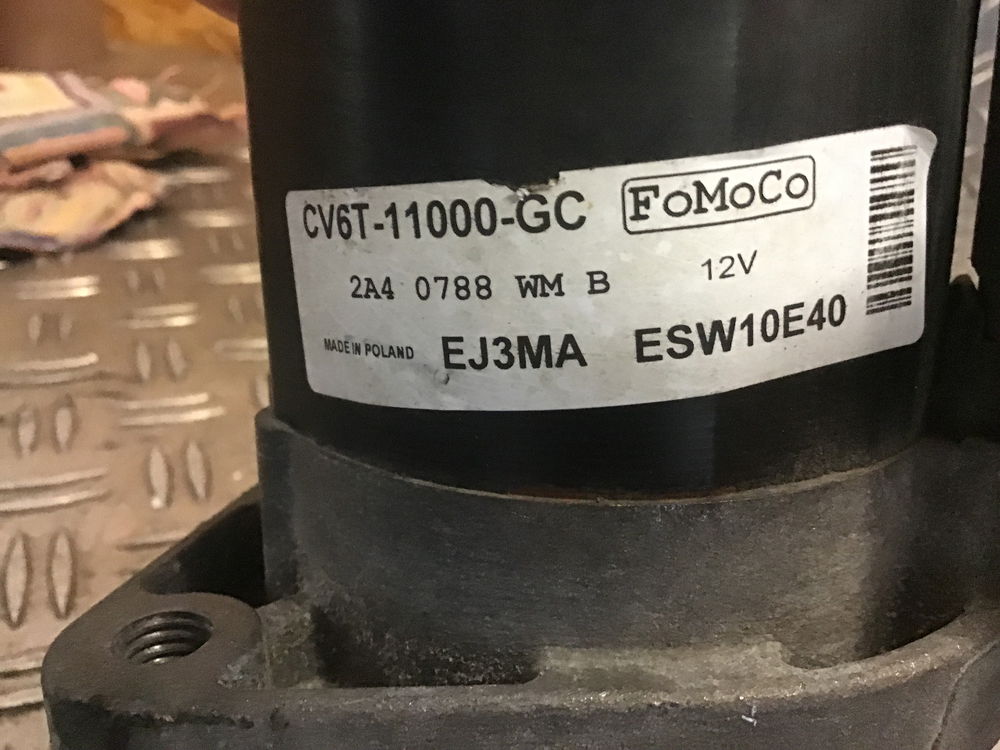 CV6T-11000-GC FoMoCo
2A4 0788 WM B 12V
MADE IN POLAND EJ3MA ESW10E40